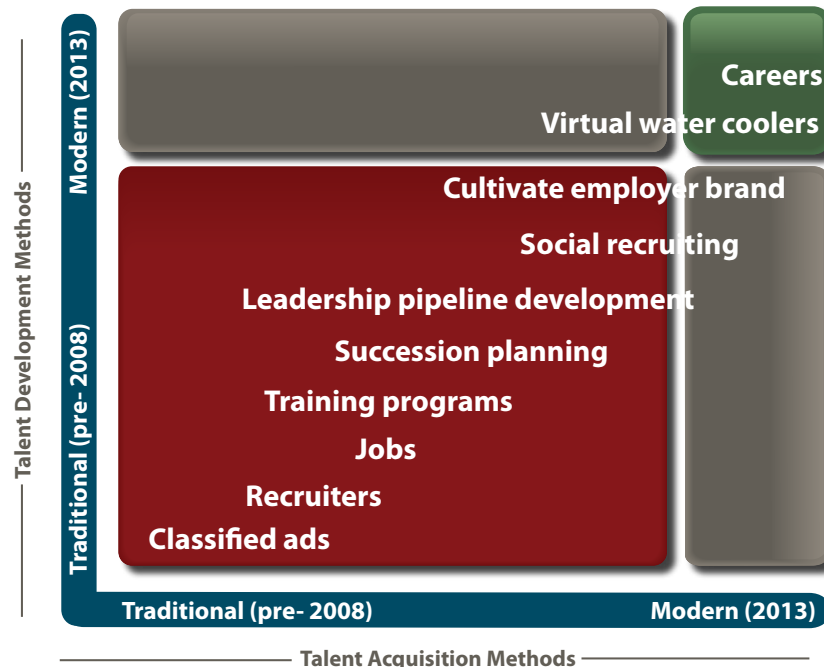 Talent Development Methods
Modern (2013)
Traditional (pre- 2008)
Careers
Virtual water coolers
Cultivate employer brand
Social recruiting
Leadership pipeline development
Succession planning
Training programs
Jobs
Recruiters
Classified ads
Traditional (pre- 2008)
Modern (2013)
Talent Acquisition Methods